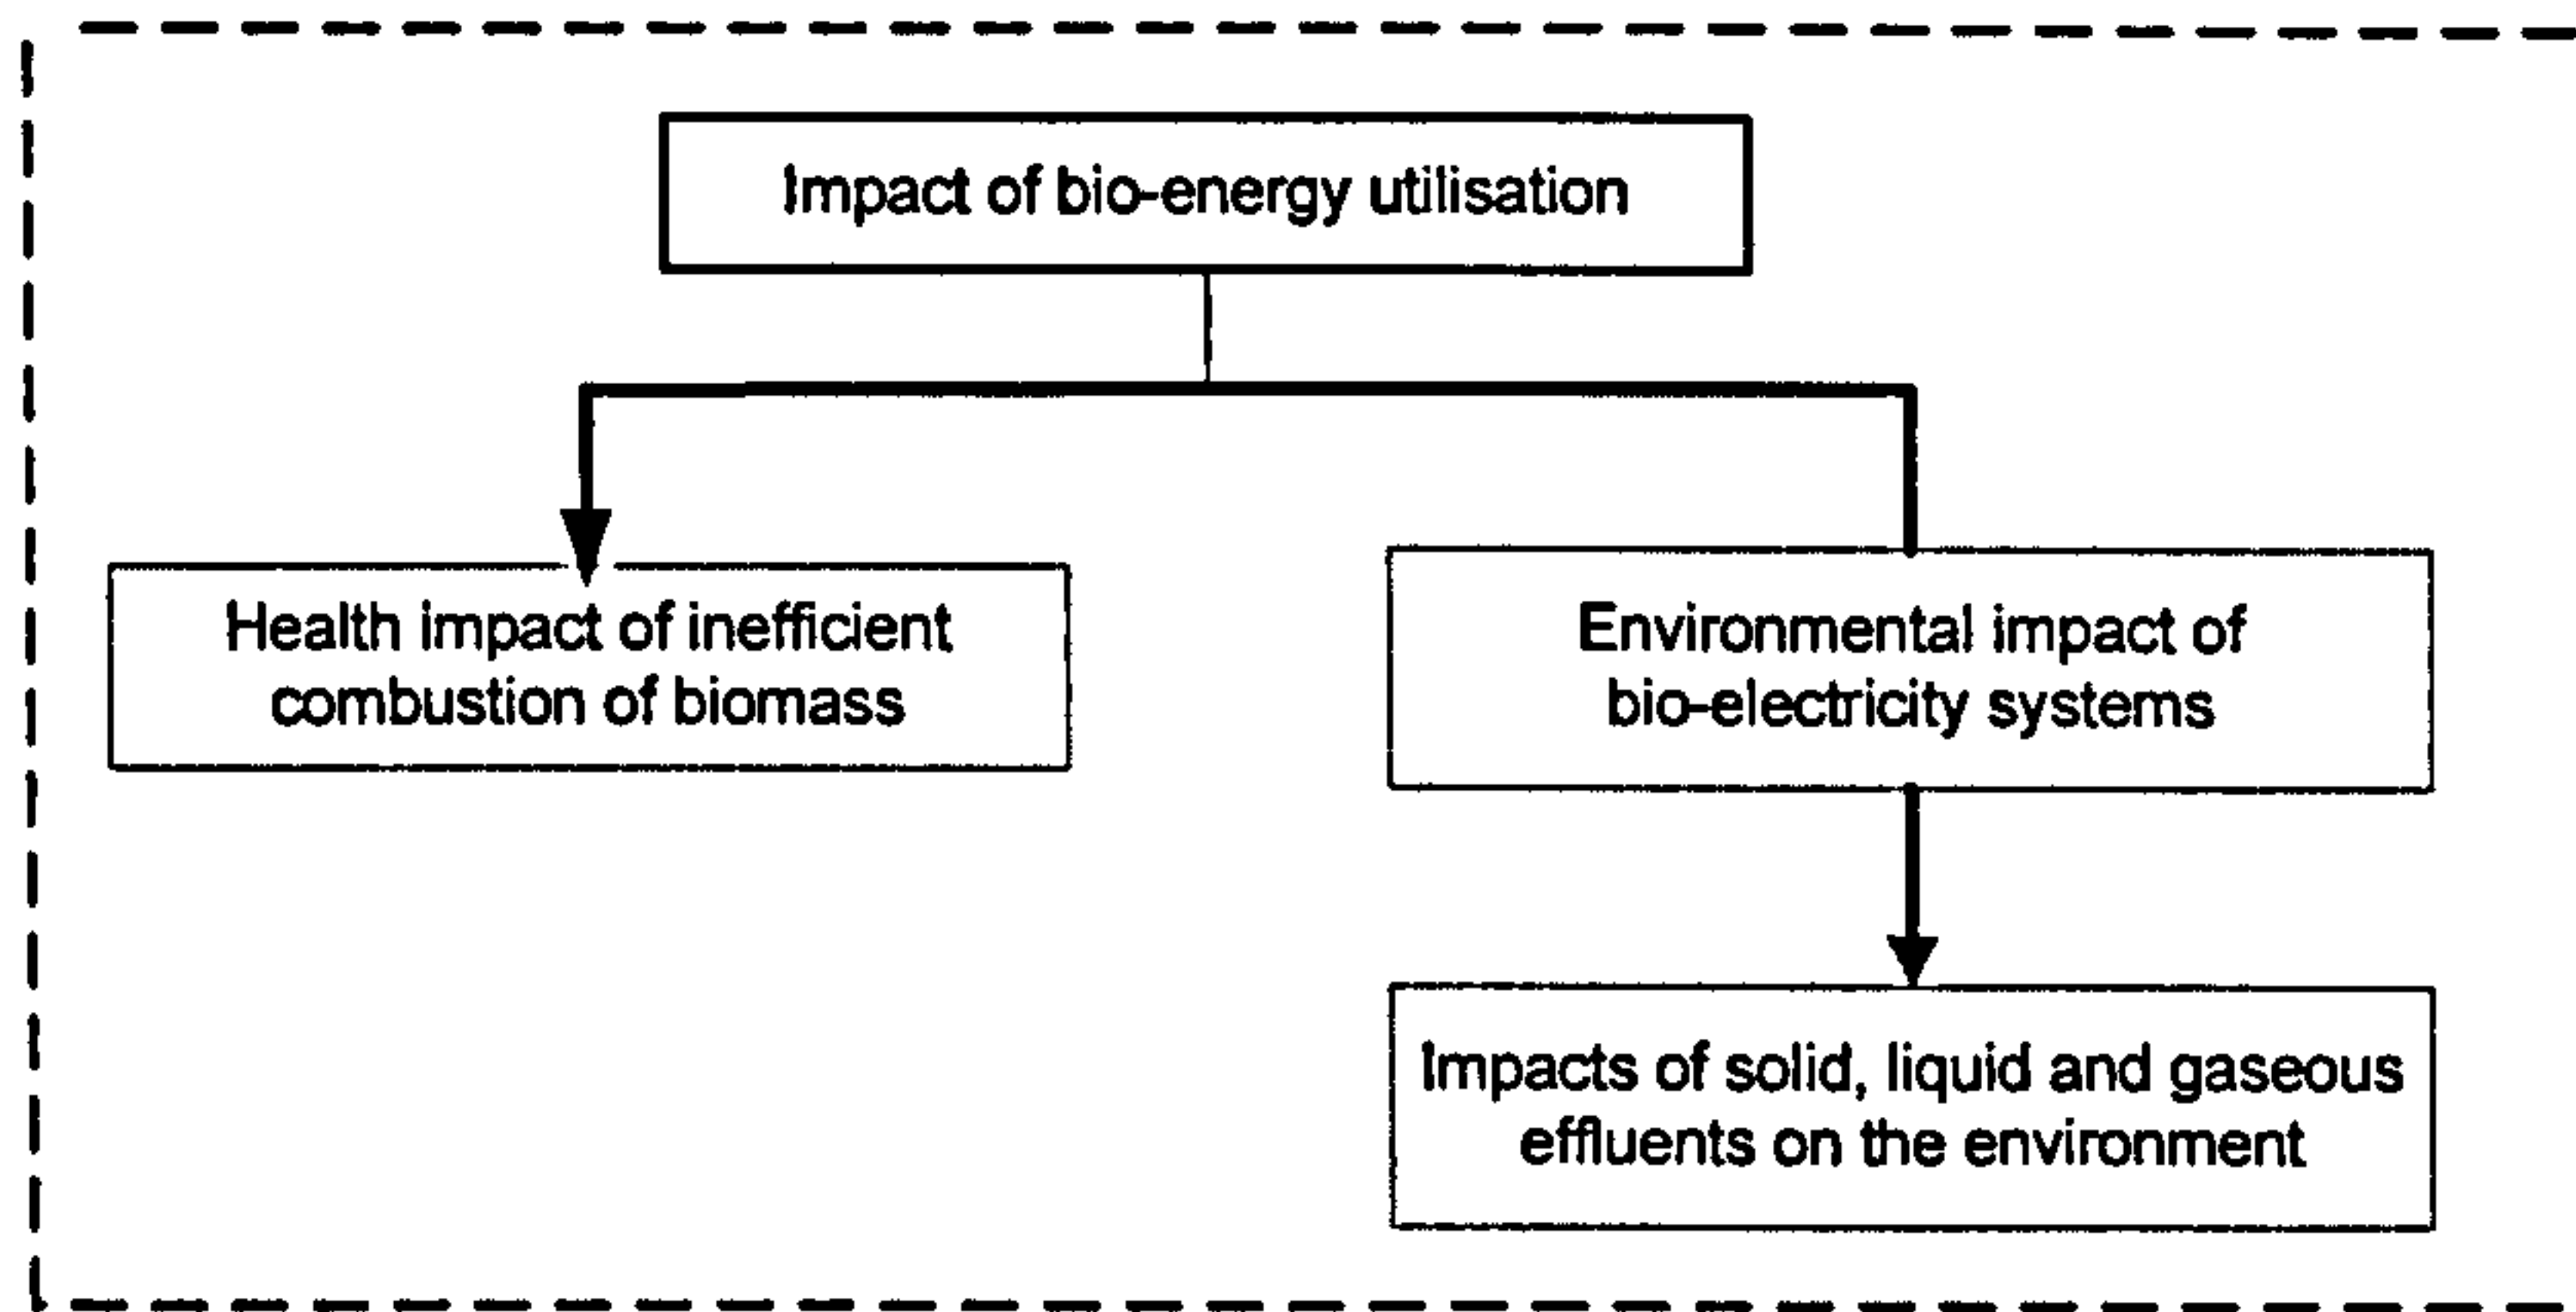 Impact of bio-energy utilisation
Health impact of inefficient
combustion of biomass
Environmental impact of
bio-electricity systems
Impacts of solid, liquid and gaseous
effluents on the environment